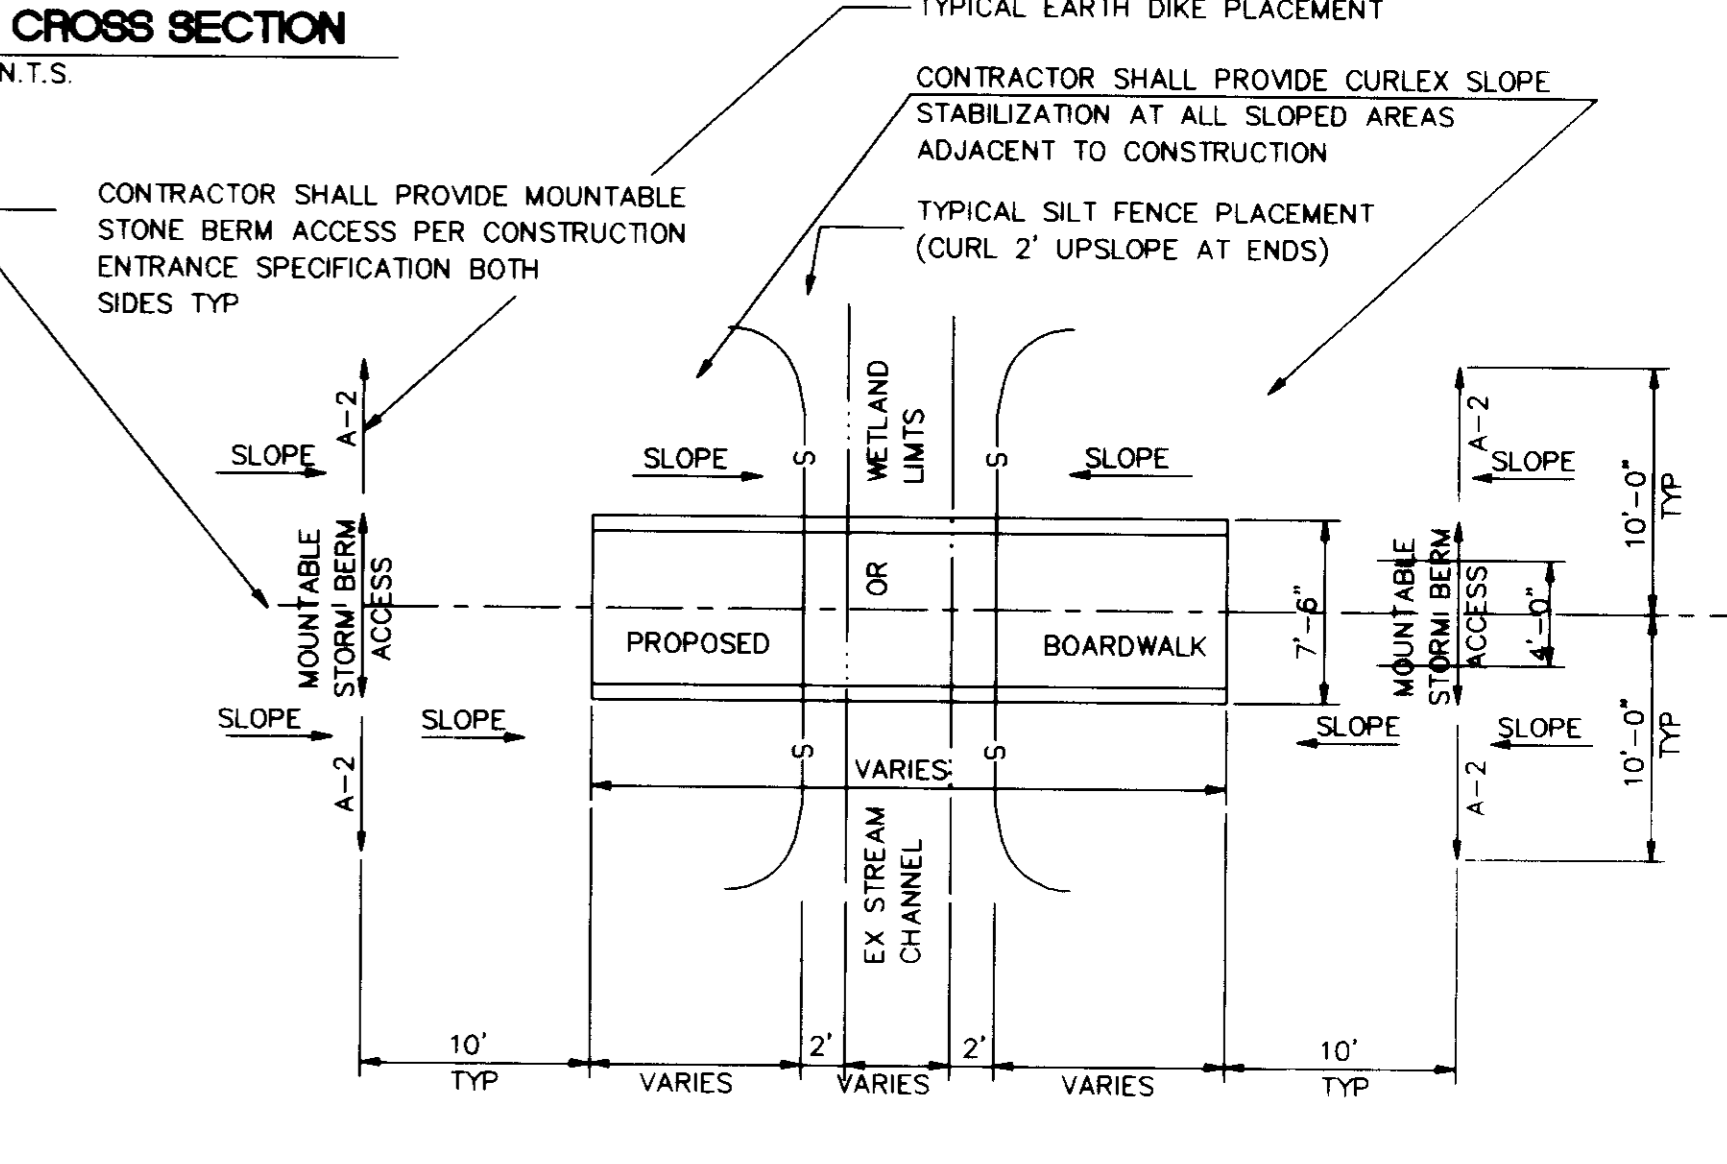 CROSS SECTION
N.T.S.
TYPICAL EARTH DIKE PLACEMENT
CONTRACTOR SHALL PROVIDE CURLEX SLOPE
STABILIZATION AT ALL SLOPED AREAS
ADJACENT TO CONSTRUCTION
CONTRACTOR SHALL PROVIDE MOUNTABLE
STONE BERM ACCESS PER CONSTRUCTION
ENTRANCE SPECIFICATION BOTH
SIDES TYP
TYPICAL SILT FENCE PLACEMENT
(CURL 2' UPSLOPE AT ENDS)
A-2
WETLAND
LIMTS
A-2
SLOPE
SLOPE
S
S
SLOPE
SLOPE
10'-0"
TYP
MOUNTABLE
STORM BERM
ACCESS
OR
PROPOSED
BOARDWALK
7'-6"
MOUNTABLE
STORM BERM
ACCESS
4'-0"
SLOPE
SLOPE
S
S
SLOPE
SLOPE
10'-0"
TYP
A-2
VARIES
A-2
EX STREAM
CHANNEL
10'
TYP
VARIES
2'
VARIES
2'
VARIES
10'
TYP